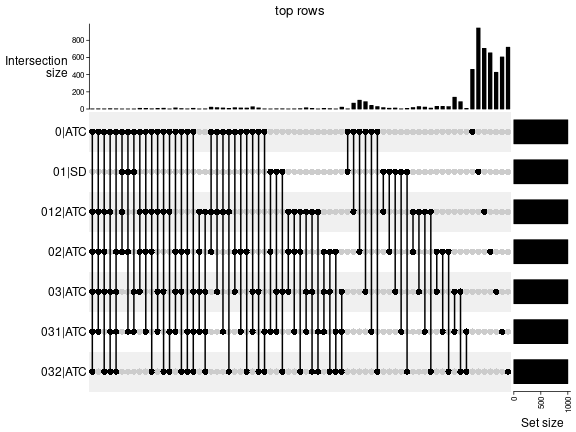 top rows
800
600
400
200
0
Intersection
size
0|ATC
01|SD
012|ATC
02|ATC
03|ATC
031|ATC
032|ATC
0
500
1000
Set size